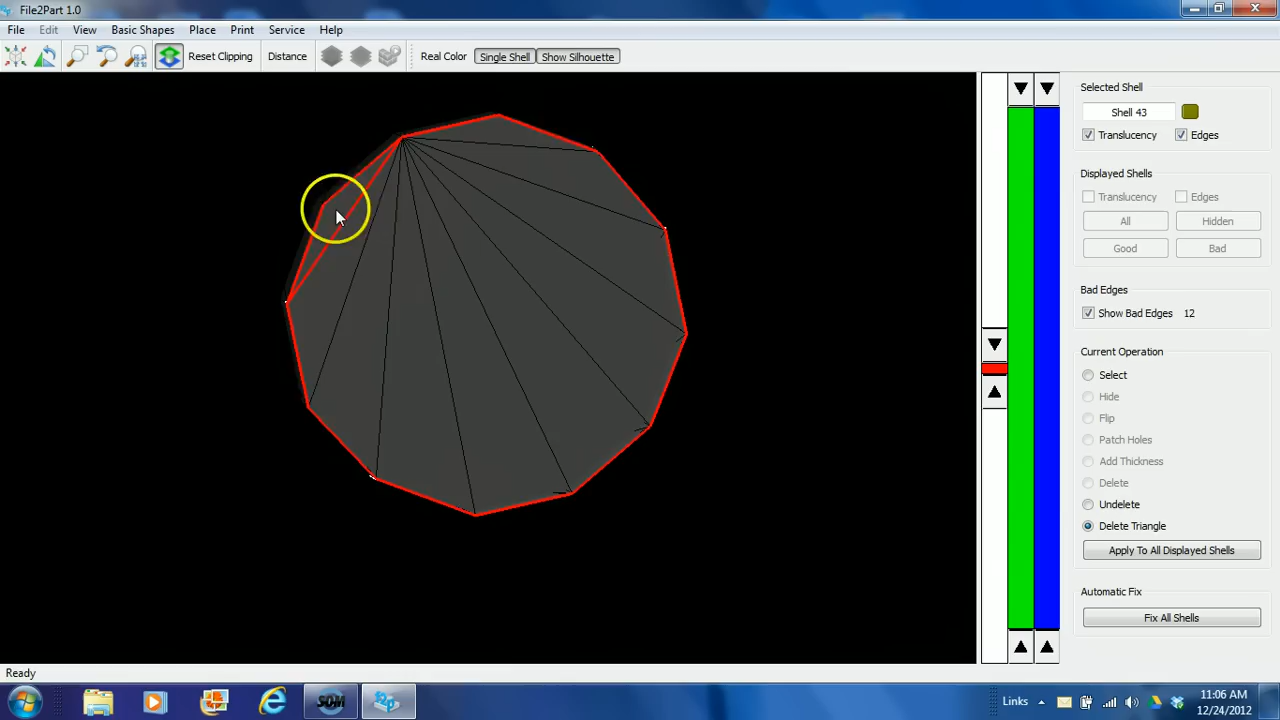 File2Part 1.0
File Edit View Basic Shapes Place Print Service Help
Reset Clipping Distance Real Color Single Shell Show Silhouette
Selected Shell
Shell 43
Translucency Edges
Displayed Shells
Translucency Edges
All Hidden
Good Bad
Bad Edges
Show Bad Edges 12
Current Operation
Select
Hide
Flip
Patch Holes
Add Thickness
Delete
Undelete
Delete Triangle
Apply To All Displayed Shells
Automatic Fix
Fix All Shells
Ready
Links
11:06 AM
12/24/2012